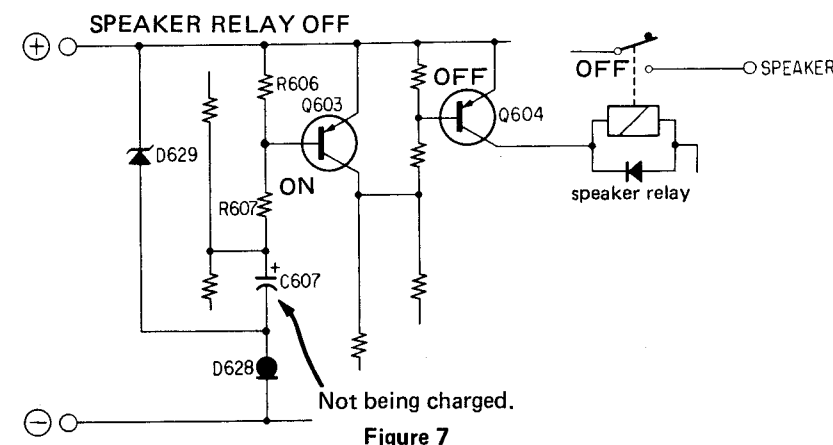 SPEAKER RELAY OFF
+
R606
OFF
OFF
SPEAKER
Q603
Q604
D629
ON
speaker relay
R607
+
C607
D628
Not being charged.
−
Figure 7